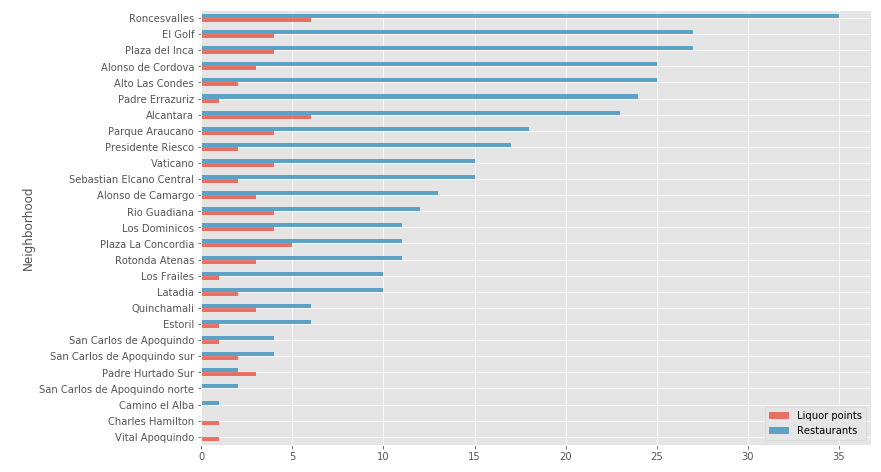 Neighborhood
Roncesvalles
El Golf
Plaza del Inca
Alonso de Cordova
Alto Las Condes
Padre Errazuriz
Alcantara
Parque Araucano
Presidente Riesco
Vaticano
Sebastian Elcano Central
Alonso de Camargo
Rio Guadiana
Los Dominicos
Plaza La Concordia
Rotonda Atenas
Los Frailes
Latadia
Quinchamali
Estoril
San Carlos de Apoquindo
San Carlos de Apoquindo sur
Padre Hurtado Sur
San Carlos de Apoquindo norte
Camino el Alba
Charles Hamilton
Vital Apoquindo
Liquor points
Restaurants
0 5 10 15 20 25 30 35